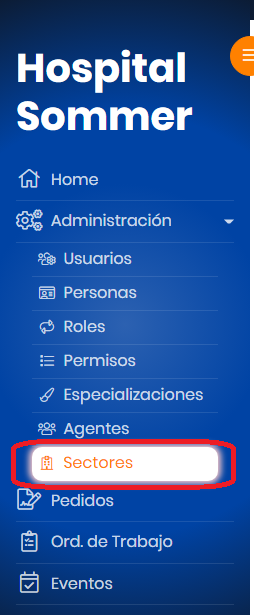 Hospital
Sommer
Home
Administración
Usuarios
Personas
Roles
Permisos
Especializaciones
Agentes
Sectores
Pedidos
Ord. de Trabajo
Eventos